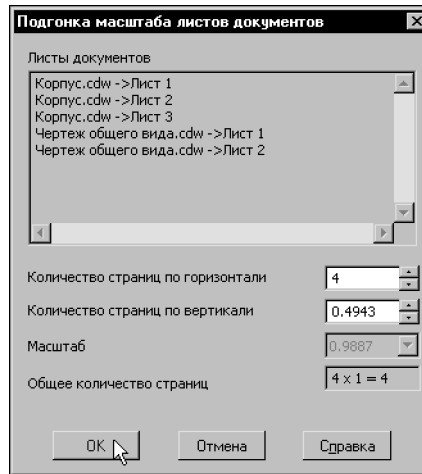 Подгонка масштаба листов документов
Листы документов
Корпус.cdw ->Лист 1
Корпус.cdw ->Лист 2
Корпус.cdw ->Лист 3
Чертеж общего вида.cdw ->Лист 1
Чертеж общего вида.cdw ->Лист 2
Количество страниц по горизонтали 4
Количество страниц по вертикали 0.4943
Масштаб 0.9887
Общее количество страниц 4 x 1 = 4
OK Отмена Справка